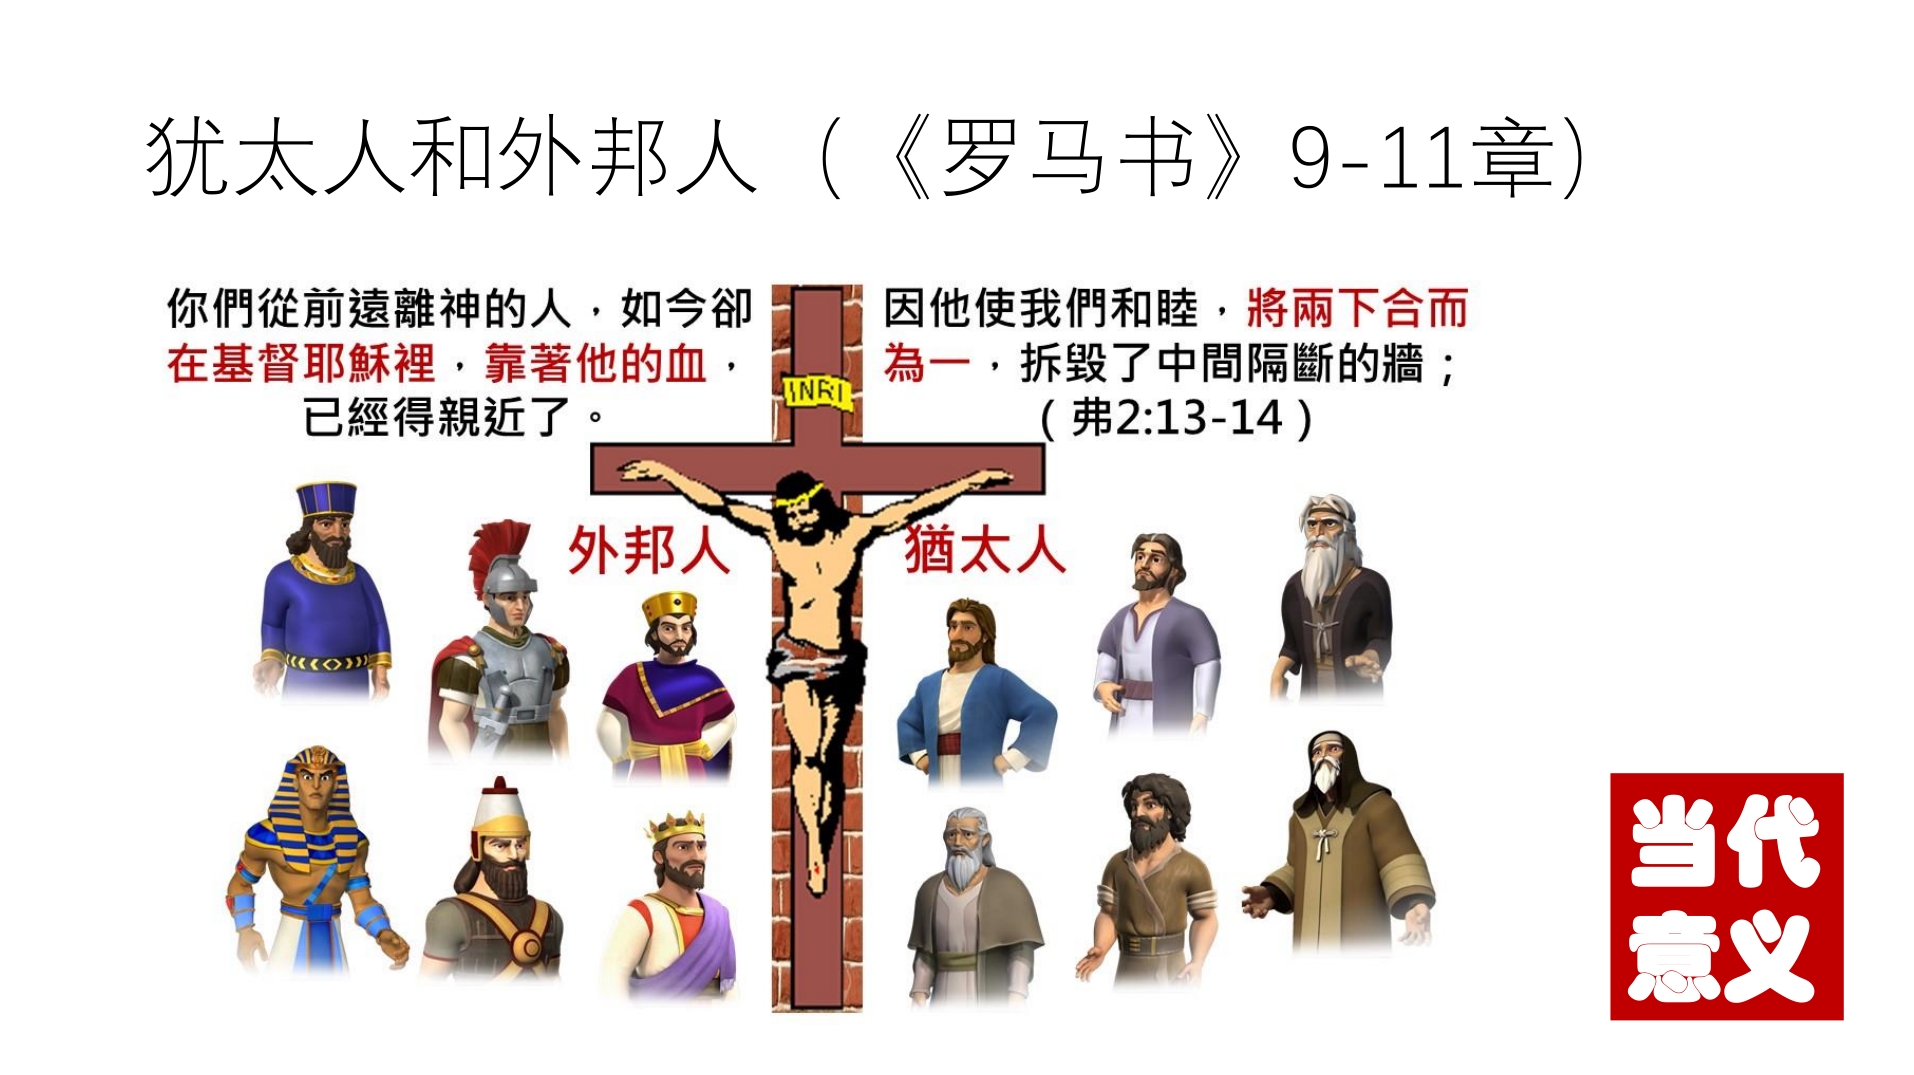 犹太人和外邦人（《罗马书》9-11章）
你們從前遠離神的人，如今卻
在基督耶穌裡，靠著他的血，
已經得親近了。
因他使我們和睦，將兩下合而
為一，拆毀了中間隔斷的牆；
（弗2:13-14）
INRI
外邦人
猶太人
当代
意义